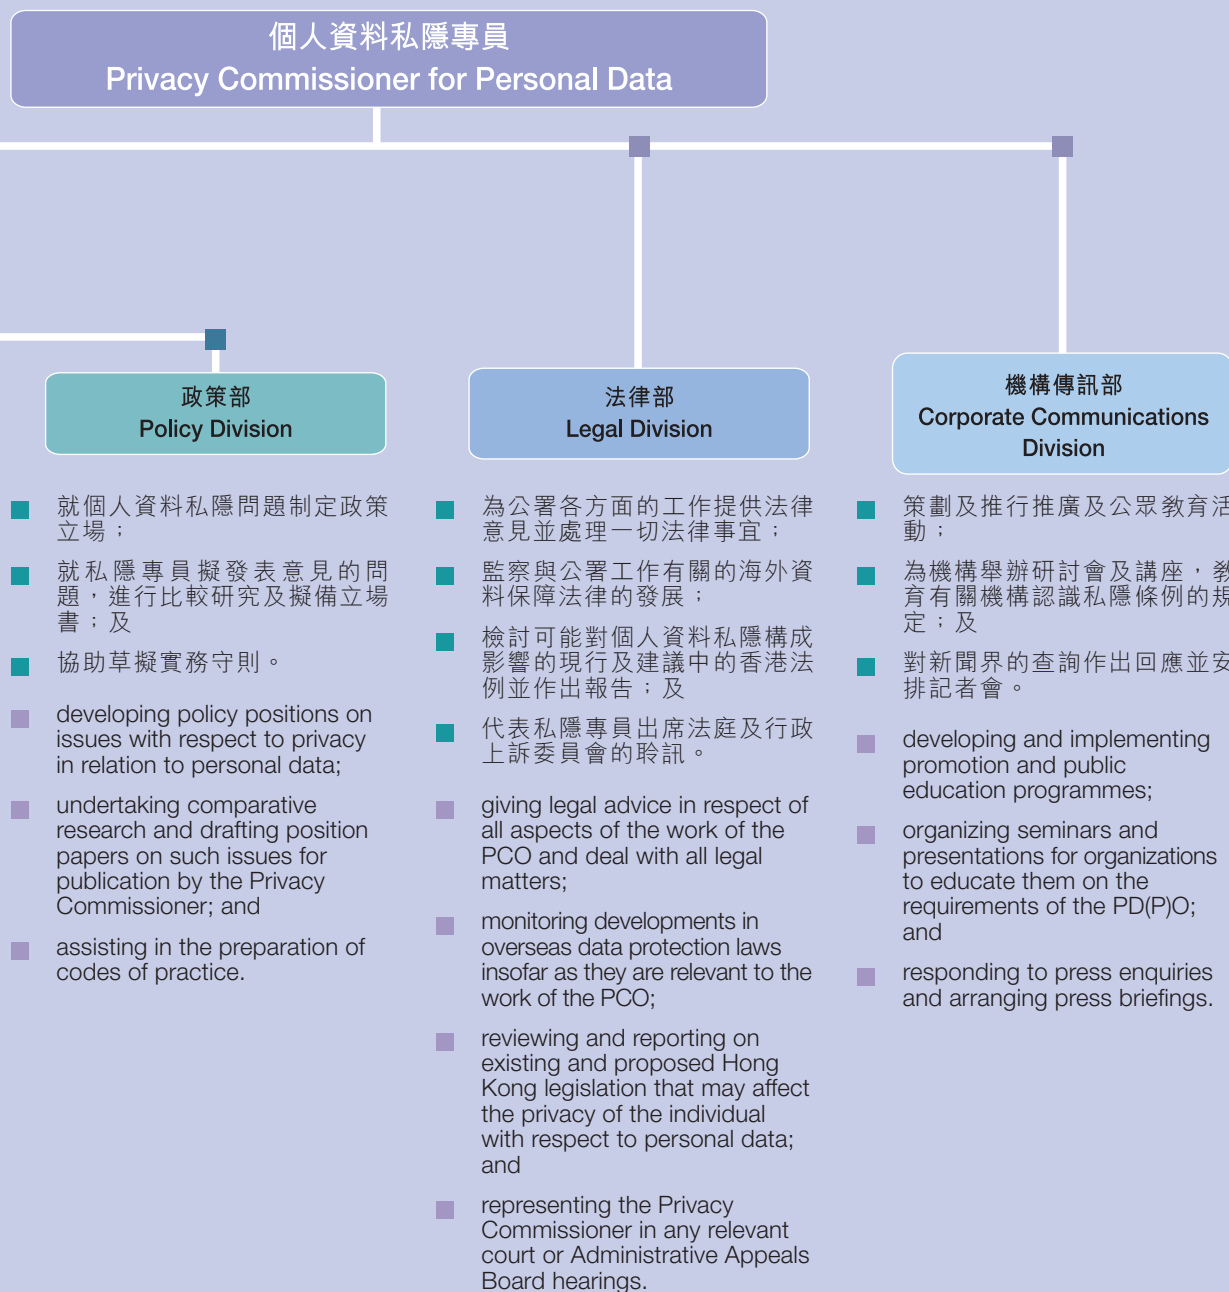 個人資料私隱專員
Privacy Commissioner for Personal Data
政策部
Policy Division
就個人資料私隱問題制定政策
立場；
就私隱專員擬發表意見的問
題，進行比較研究及擬備立場
書；及
協助草擬實務守則。
developing policy positions on
issues with respect to privacy
in relation to personal data;
undertaking comparative
research and drafting position
papers on such issues for
publication by the Privacy
Commissioner; and
assisting in the preparation of
codes of practice.
法律部
Legal Division
為公署各方面的工作提供法律
意見並處理一切法律事宜；
監察與公署工作有關的海外資
料保障法律的發展；
檢討可能對個人資料私隱構成
影響的現行及建議中的香港法
例並作出報告；及
代表私隱專員出席法庭及行政
上訴委員會的聆訊。
giving legal advice in respect of
all aspects of the work of the
PCO and deal with all legal
matters;
monitoring developments in
overseas data protection laws
insofar as they are relevant to the
work of the PCO;
reviewing and reporting on
existing and proposed Hong
Kong legislation that may affect
the privacy of the individual
with respect to personal data;
and
representing the Privacy
Commissioner in any relevant
court or Administrative Appeals
Board hearings.
機構傳訊部
Corporate Communications
Division
策劃及推行推廣及公眾教育活
動；
為機構舉辦研討會及講座，教
育有關機構認識私隱條例的規
定；及
對新聞界的查詢作出回應並安
排記者會。
developing and implementing
promotion and public
education programmes;
organizing seminars and
presentations for organizations
to educate them on the
requirements of the PD(P)O;
and
responding to press enquiries
and arranging press briefings.